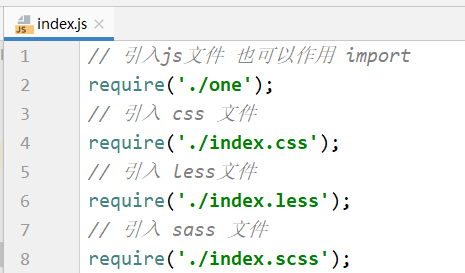 index.js
1 // 引入js文件 也可以作用 import
2 require('./one');
3 // 引入 css 文件
4 require('./index.css');
5 // 引入 less文件
6 require('./index.less');
7 // 引入 sass 文件
8 require('./index.scss');